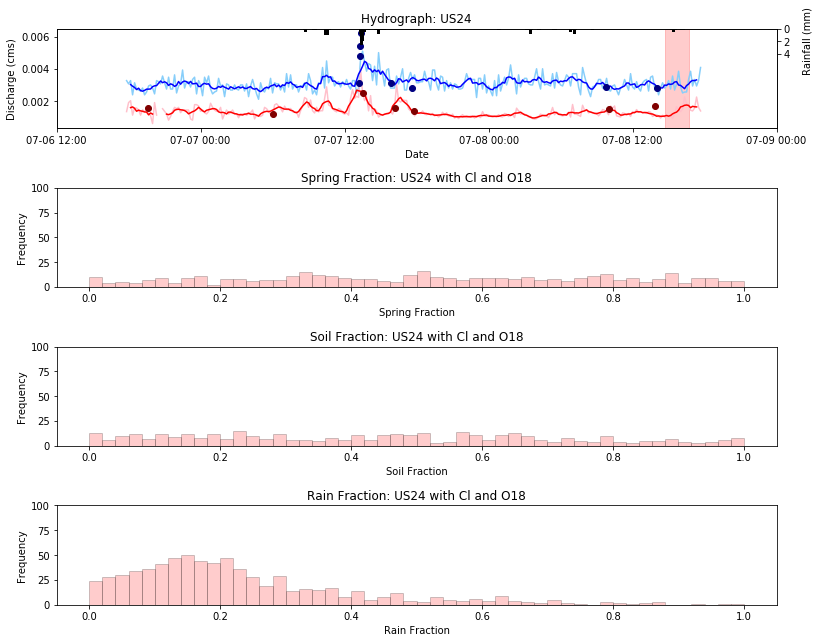 Hydrograph: US24
0.006
0.004
0.002
Discharge (cms)
0
2
4
Rainfall (mm)
07-06 12:00 07-07 00:00 07-07 12:00 07-08 00:00 07-08 12:00 07-09 00:00
Date
Spring Fraction: US24 with Cl and O18
100
75
50
25
0
Frequency
0.0 0.2 0.4 0.6 0.8 1.0
Spring Fraction
Soil Fraction: US24 with Cl and O18
100
75
50
25
0
Frequency
0.0 0.2 0.4 0.6 0.8 1.0
Soil Fraction
Rain Fraction: US24 with Cl and O18
100
75
50
25
0
Frequency
0.0 0.2 0.4 0.6 0.8 1.0
Rain Fraction